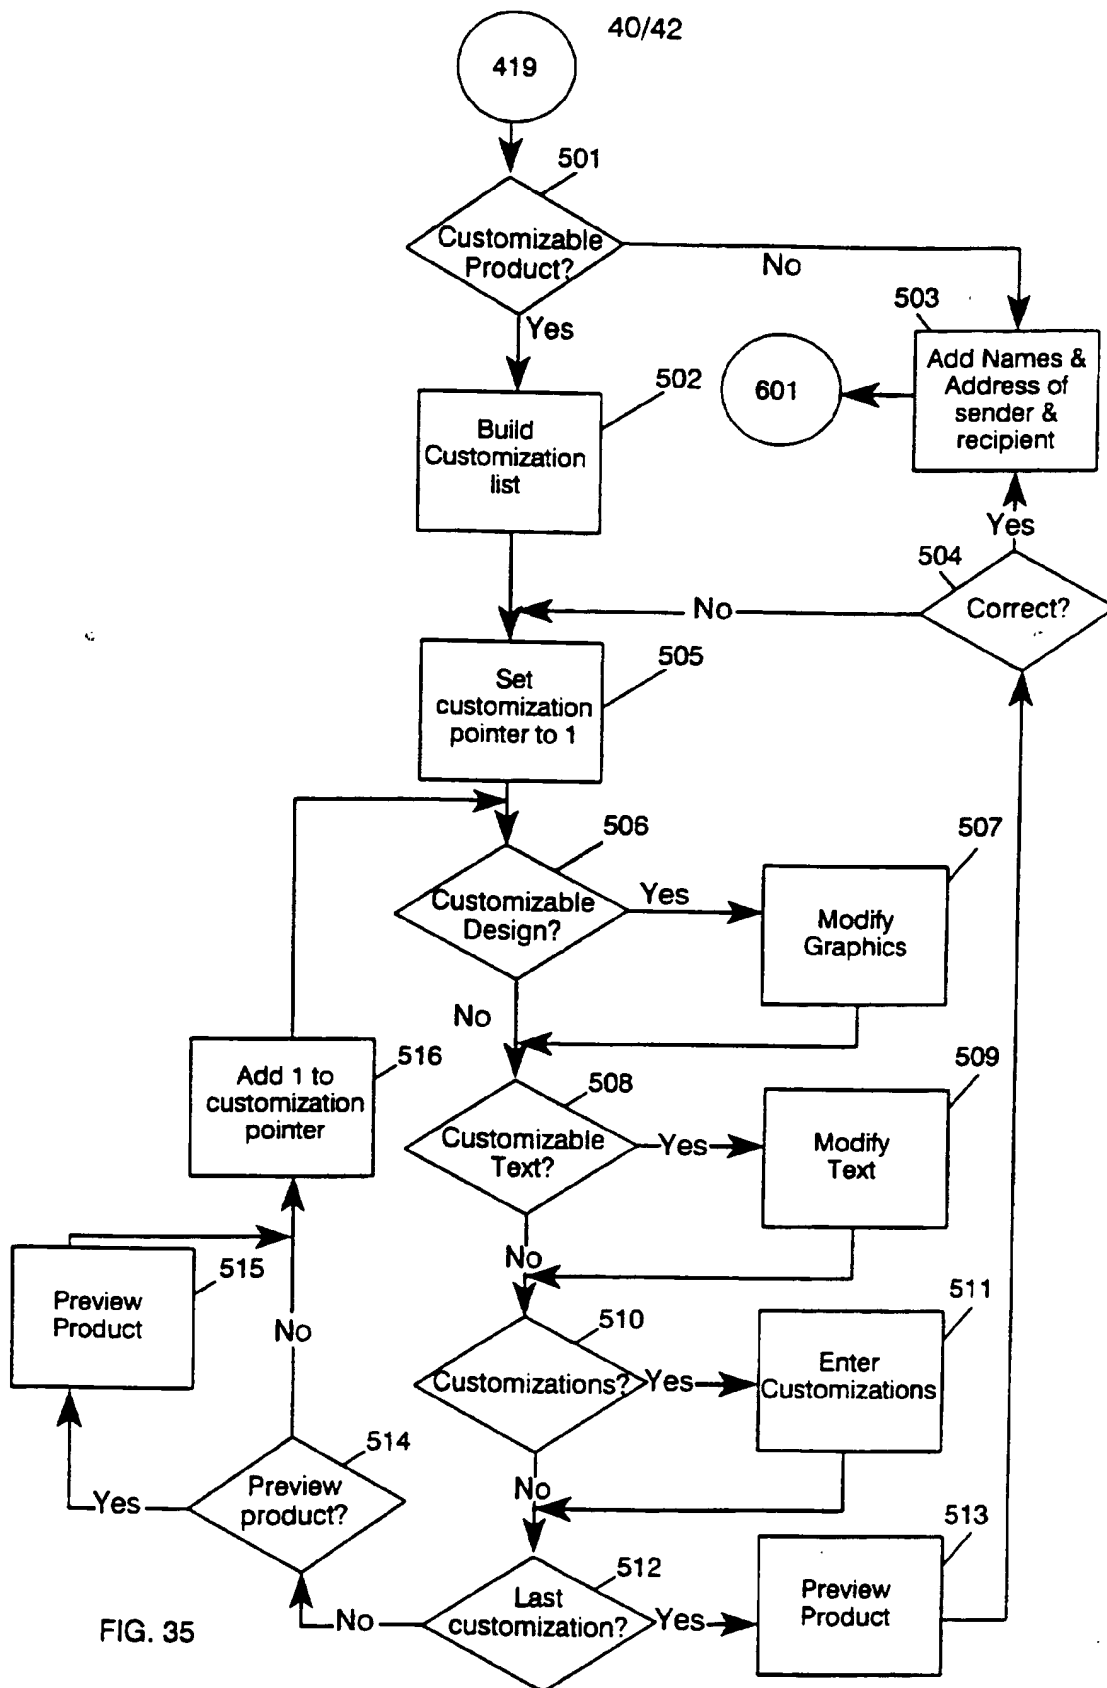 40/42
419
501
Customizable
Product?
No
Yes
503
Add Names &
Address of
sender &
recipient
601
502
Build
Customization
list
Yes
504
Correct?
No
505
Set
customization
pointer to 1
506
Customizable
Design?
Yes
507
Modify
Graphics
No
516
Add 1 to
customization
pointer
508
Customizable
Text?
Yes
509
Modify
Text
No
515
Preview
Product
No
510
Customizations?
Yes
511
Enter
Customizations
514
Preview
product?
Yes
No
512
Last
customization?
No
Yes
513
Preview
Product
FIG. 35